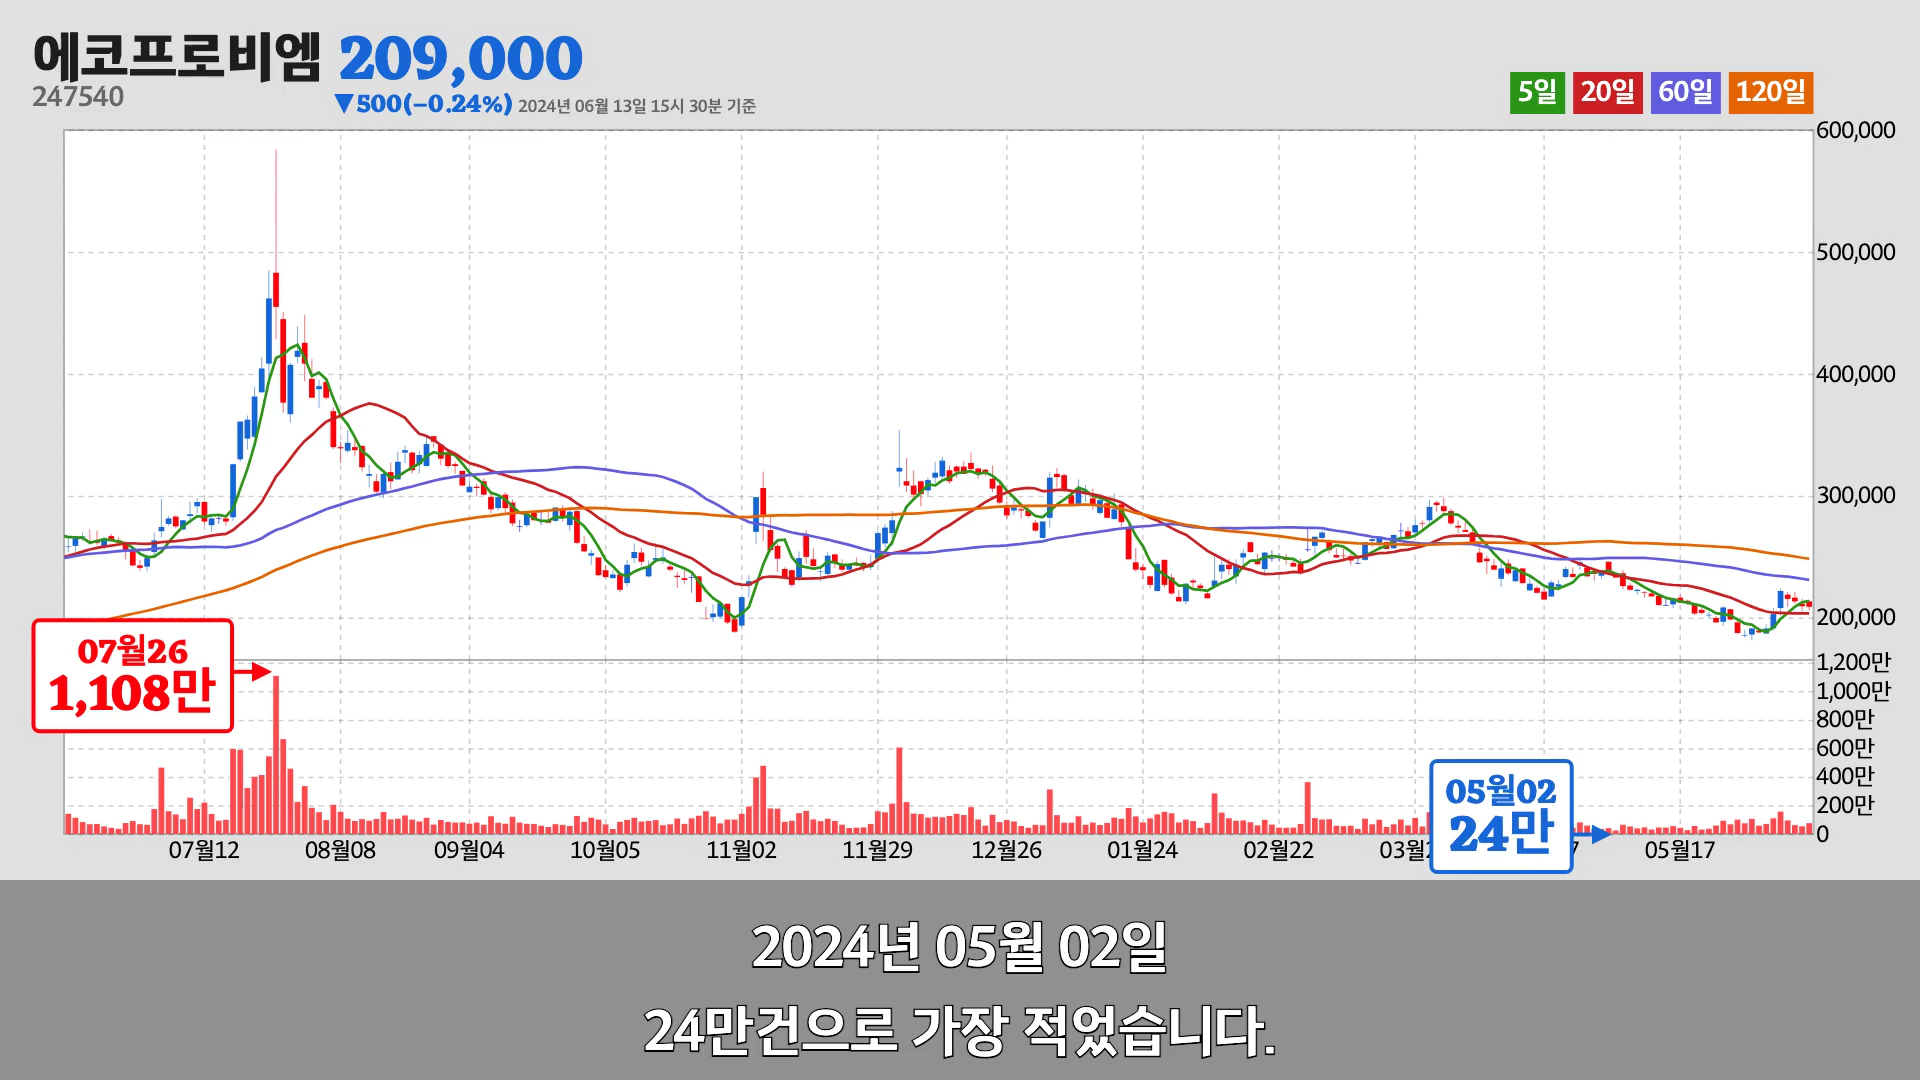 에코프로비엠 209,000
247540
▼500(−0.24%) 2024년 06월 13일 15시 30분 기준
5일 20일 60일 120일
600,000
500,000
400,000
300,000
200,000
1,200만
1,000만
800만
600만
400만
200만
0
07월26
1,108만
05월02
24만
07월12 08월08 09월04 10월05 11월02 11월29 12월26 01월24 02월22 03월2 7 05월17
2024년 05월 02일
24만건으로 가장 적었습니다.